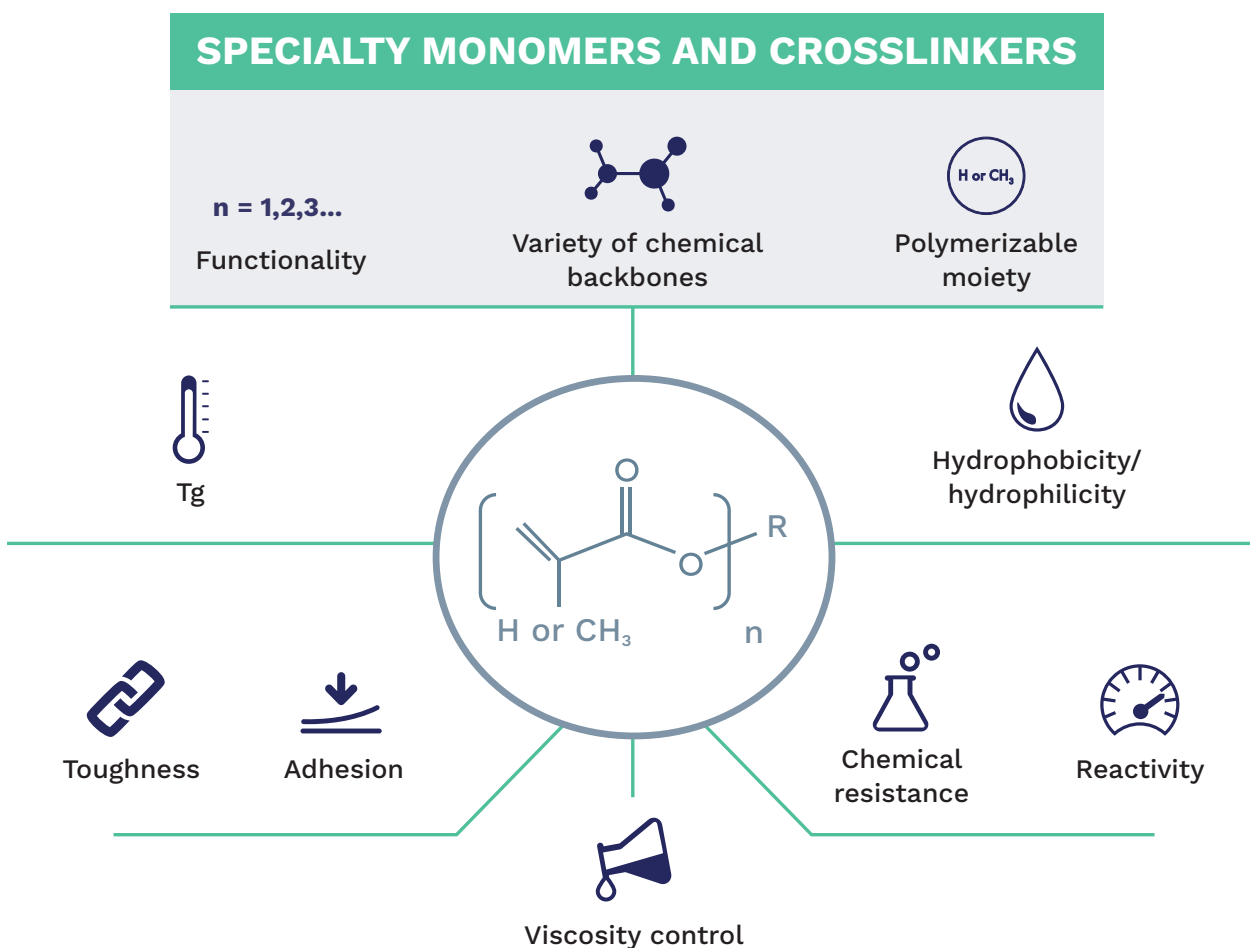 SPECIALTY MONOMERS AND CROSSLINKERS
n = 1,2,3...
Functionality
Variety of chemical
backbones
H or CH₃
Polymerizable
moiety
Tg
Hydrophobicity/
hydrophilicity
O
O
R
H or CH₃
n
Toughness
Adhesion
Chemical
resistance
Reactivity
Viscosity control